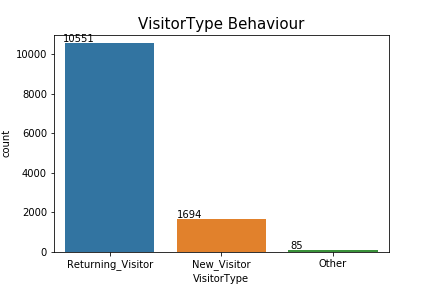 VisitorType Behaviour
10551
10000
8000
6000
4000
2000
0
count
1694
85
Returning_Visitor
New_Visitor
Other
VisitorType